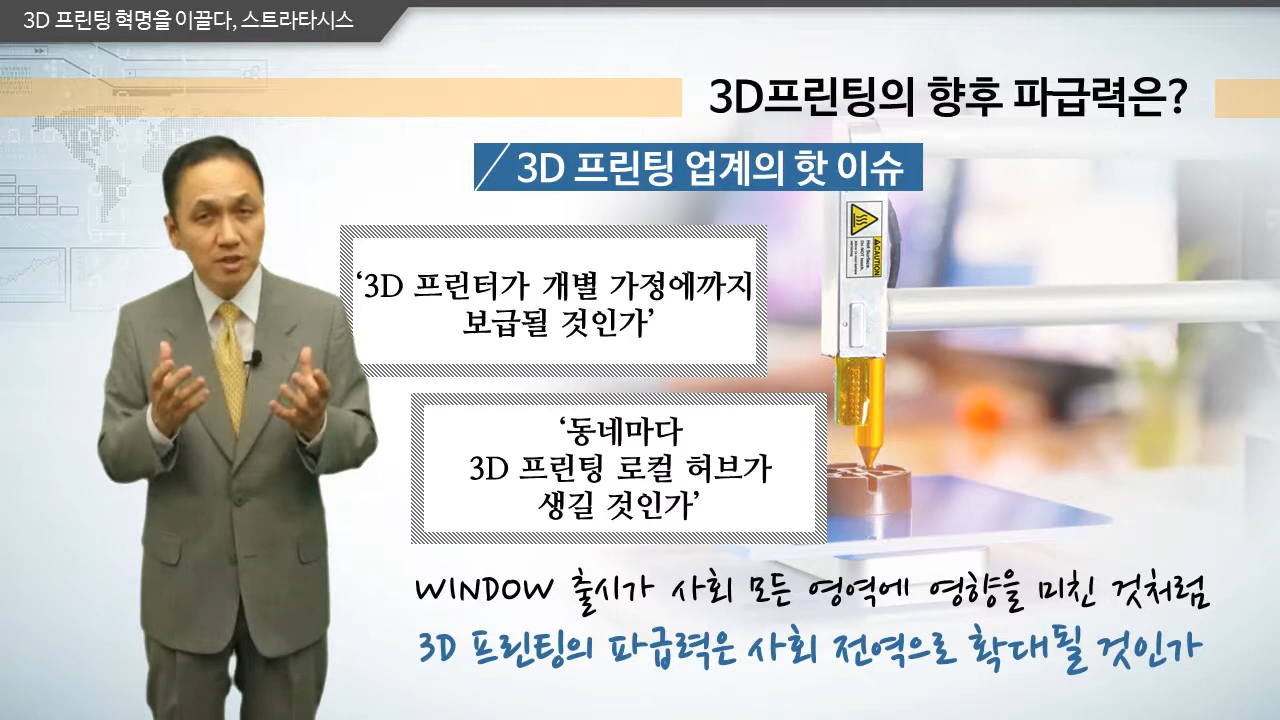 3D 프린팅 혁명을 이끌다, 스트라타시스
3D프린팅의 향후 파급력은?
3D 프린팅 업계의 핫 이슈
‘3D 프린터가 개별 가정에까지
보급될 것인가’
‘동네마다
3D 프린팅 로컬 허브가
생길 것인가’
WINDOW 출시가 사회 모든 영역에 영향을 미친 것처럼
3D 프린팅의 파급력은 사회 전역으로 확대될 것인가
CAUTION